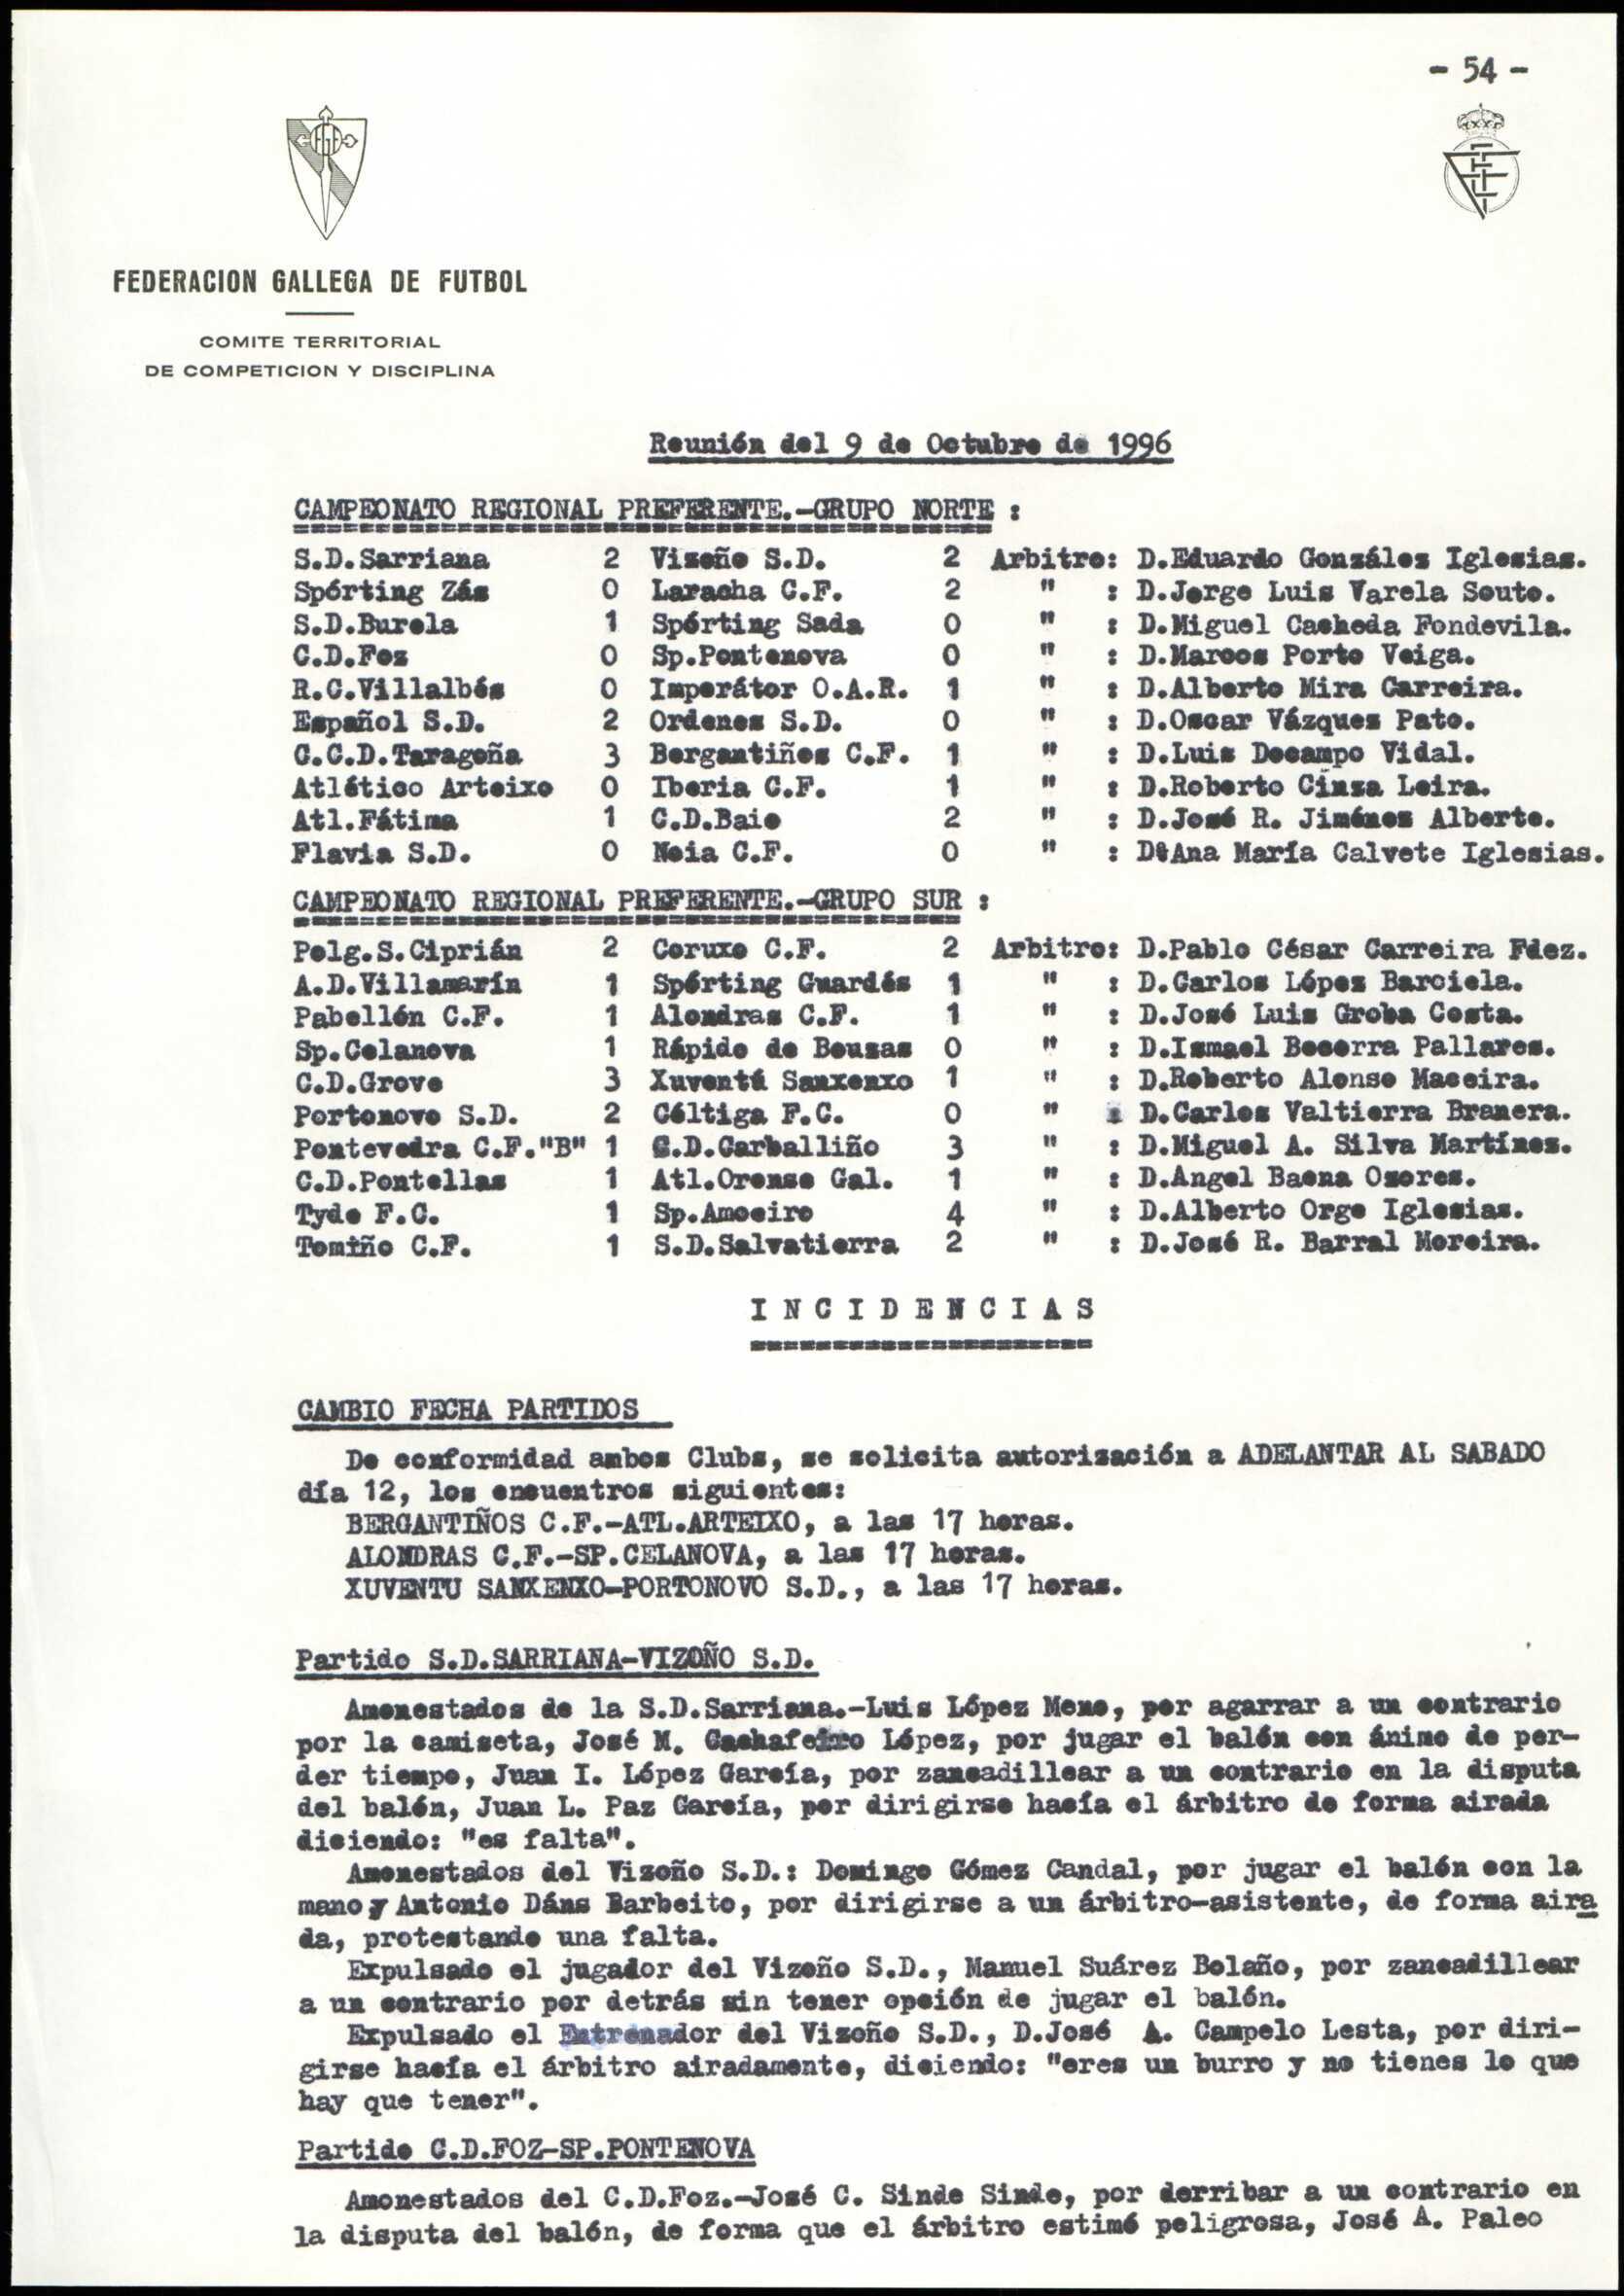 - 54 -
FEDERACION GALLEGA DE FUTBOL
COMITE TERRITORIAL
DE COMPETICION Y DISCIPLINA
Reunión del 9 de Octubre de 1996
CAMPEONATO REGIONAL PREFERENTE.-GRUPO NORTE :
S.D.Sarriana 2 Vizoño S.D. 2 Arbitro: D.Eduardo González Iglesias.
Spórting Zás 0 Laracha C.F. 2 " : D.Jorge Luis Varela Souto.
S.D.Burela 1 Spórting Sada 0 " : D.Miguel Cacheda Fondevila.
C.D.Foz 0 Sp.Pontenova 0 " : D.Marcos Porto Veiga.
R.C.Villalbés 0 Imperátor O.A.R. 1 " : D.Alberto Mira Carreira.
Español S.D. 2 Ordenes S.D. 0 " : D.Oscar Vázquez Pato.
C.C.D.Taragoña 3 Bergantiños C.F. 1 " : D.Luis Docampo Vidal.
Atlético Arteixo 0 Iberia C.F. 1 " : D.Roberto Cinza Leira.
Atl.Fátima 1 C.D.Baio 2 " : D.José R. Jiménez Alberte.
Flavia S.D. 0 Noia C.F. 0 " : DªAna María Calvete Iglesias.
CAMPEONATO REGIONAL PREFERENTE.-GRUPO SUR :
Polg.S.Ciprián 2 Coruxo C.F. 2 Arbitro: D.Pablo César Carreira Fdez.
A.D.Villamarín 1 Spórting Guardés 1 " : D.Carlos López Barciela.
Pabellón C.F. 1 Alondras C.F. 1 " : D.José Luis Groba Costa.
Sp.Celanova 1 Rápido de Bouzas 0 " : D.Ismael Becerra Pallares.
C.D.Grove 3 Xuventú Sanxenxo 1 " : D.Roberto Alonso Maceira.
Portonovo S.D. 2 Céltiga F.C. 0 " : D.Carlos Valtierra Branera.
Pontevedra C.F."B" 1 C.D.Carballiño 3 " : D.Miguel A. Silva Martínez.
C.D.Pontellas 1 Atl.Orense Gal. 1 " : D.Angel Baena Osores.
Tyde F.C. 1 Sp.Amoeiro 4 " : D.Alberto Orge Iglesias.
Tomiño C.F. 1 S.D.Salvatierra 2 " : D.José R. Barral Moreira.
I N C I D E N C I A S
CAMBIO FECHA PARTIDOS
De conformidad ambos Clubs, se solicita autorización a ADELANTAR AL SABADO
día 12, los encuentros siguientes:
BERGANTIÑOS C.F.-ATL.ARTEIXO, a las 17 horas.
ALONDRAS C.F.-SP.CELANOVA, a las 17 horas.
XUVENTU SANXENXO-PORTONOVO S.D., a las 17 horas.
Partido S.D.SARRIANA-VIZOÑO S.D.
Amonestados de la S.D.Sarriana.-Luis López Meno, por agarrar a un contrario
por la camiseta, José M. Cachafeiro López, por jugar el balón con ánimo de per-
der tiempo, Juan I. López García, por zancadillear a un contrario en la disputa
del balón, Juan L. Paz García, por dirigirse hacía el árbitro de forma airada
diciendo: "es falta".
Amonestados del Vizoño S.D.: Domingo Gómez Candal, por jugar el balón con la
mano y Antonio Dáns Barbeito, por dirigirse a un árbitro-asistente, de forma aira
da, protestando una falta.
Expulsado el jugador del Vizoño S.D., Manuel Suárez Bolaño, por zancadillear
a un contrario por detrás sin tener opción de jugar el balón.
Expulsado el Entrenador del Vizoño S.D., D.José A. Campelo Lesta, por diri-
girse hacía el árbitro airadamente, diciendo: "eres un burro y no tienes lo que
hay que tener".
Partido C.D.FOZ-SP.PONTENOVA
Amonestados del C.D.Foz.-José C. Sinde Sinde, por derribar a un contrario en
la disputa del balón, de forma que el árbitro estimó peligrosa, José A. Paleo